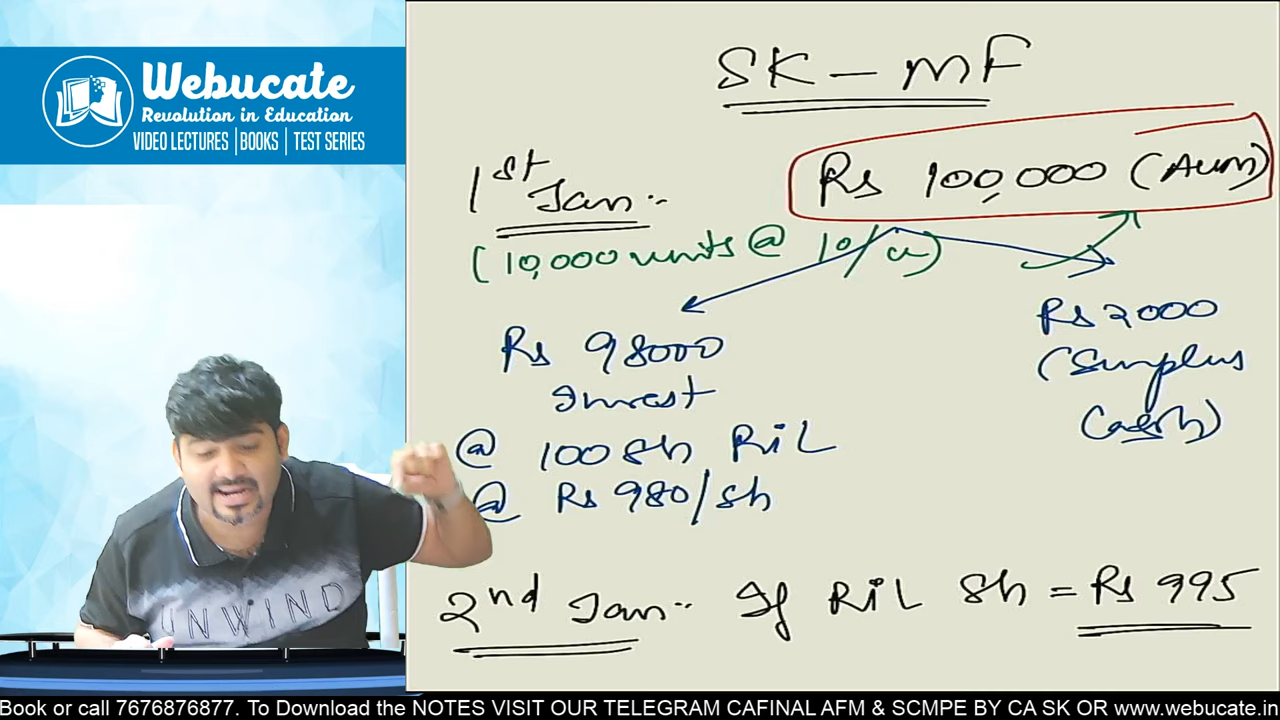 Webucate
Revolution in Education
VIDEO LECTURES | BOOKS | TEST SERIES
SK - MF
1st Jan:-
Rs 100,000 (AUM)
(10,000 units @ 10/u)
Rs 98000
Invest
@ 100 Sh RIL
@ Rs 980/Sh
Rs 2000
(Surplus
Cash)
2nd Jan:- If RIL Sh = Rs 995
UNWIND
Book or call 7676876877. To Download the NOTES VISIT OUR TELEGRAM CAFINAL AFM & SCMPE BY CA SK OR www.webucate.in